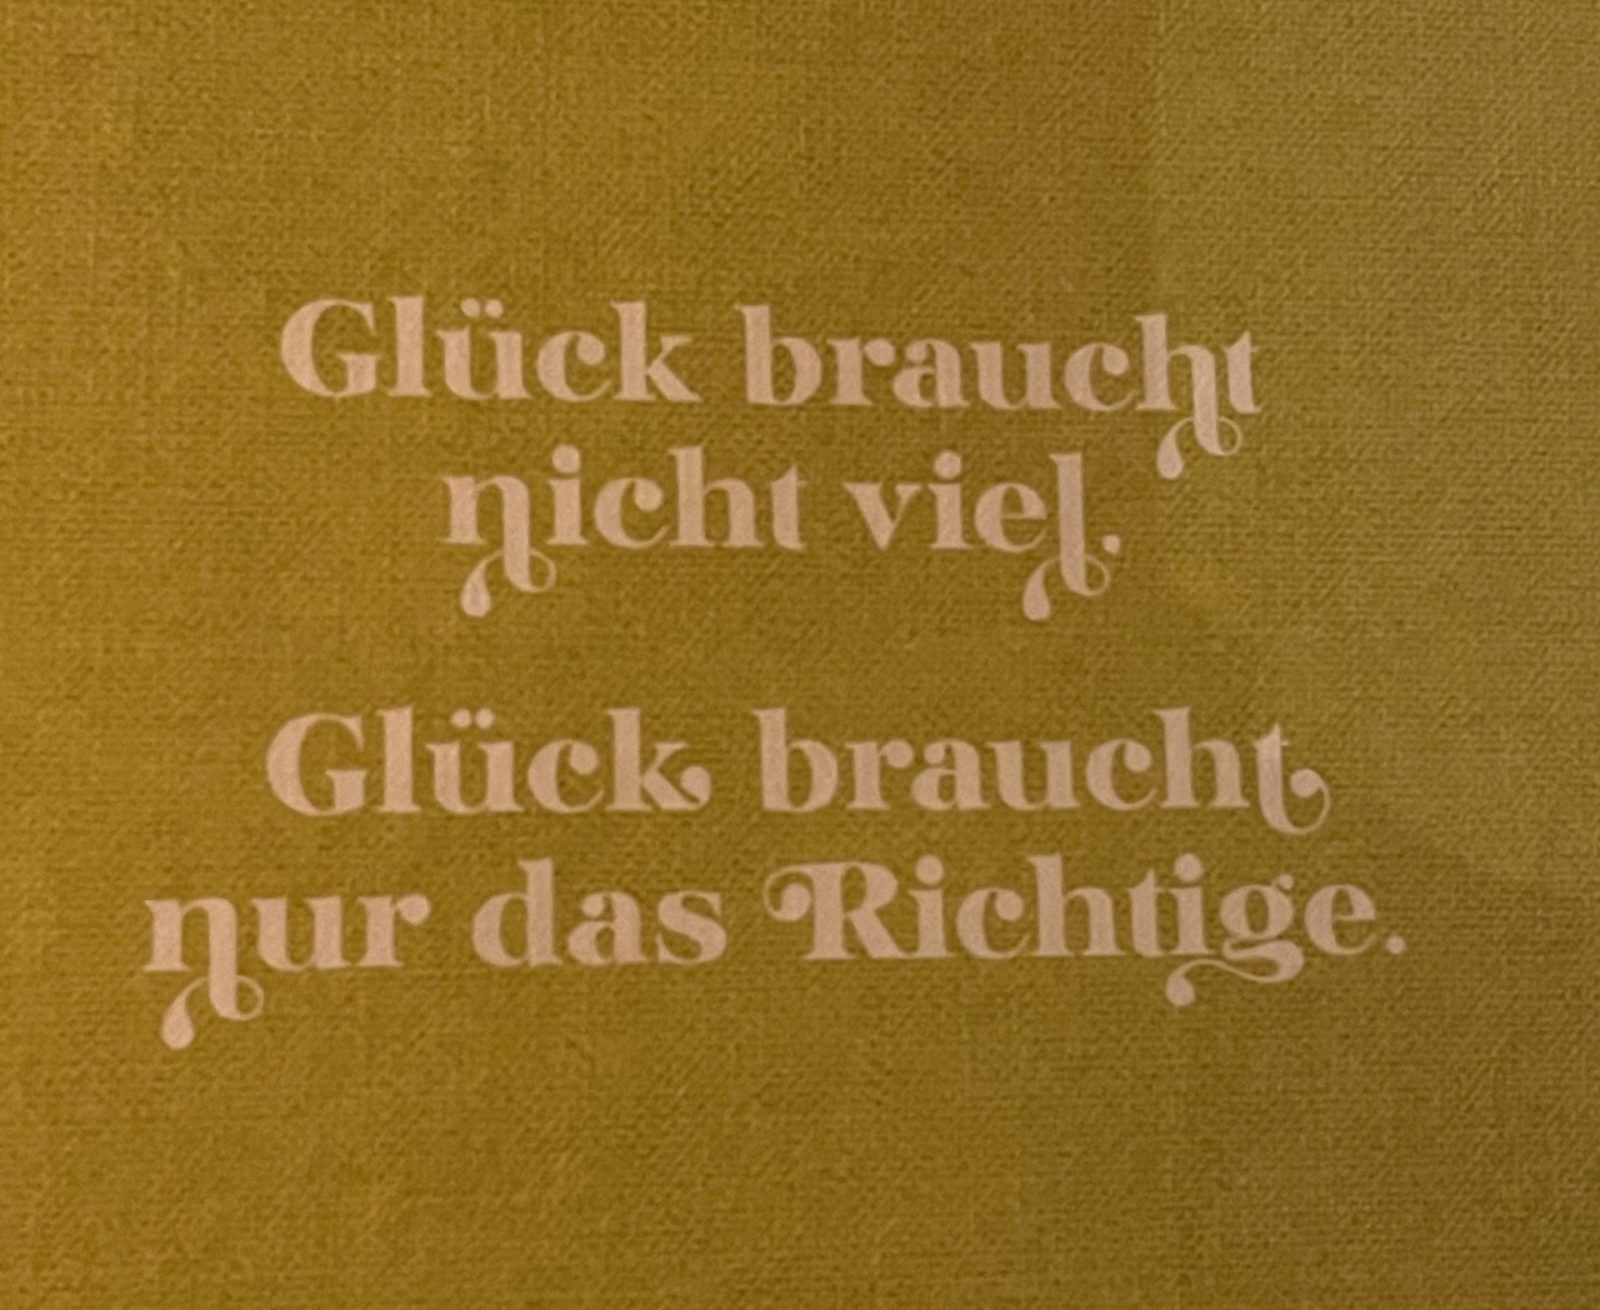 Glück braucht
nicht viel.
Glück braucht
nur das Richtige.